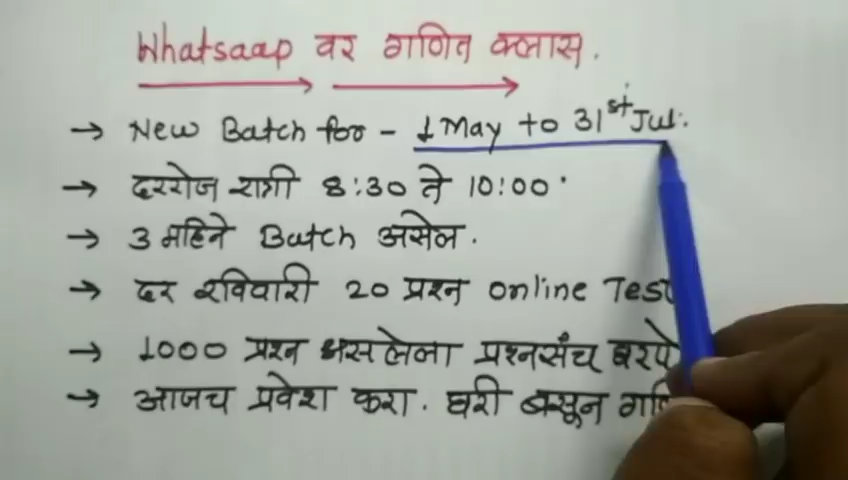 Whatsaap वर गणित क्लास.
→ New Batch for - 1 May to 31st Jul.
→ दररोज रात्री 8:30 ते 10:00.
→ 3 महिने Batch असेल.
→ दर रविवारी 20 प्रश्न online Test
→ 1000 प्रश्न असलेला प्रश्नसंच
→ आजच प्रवेश करा. घरी बसून